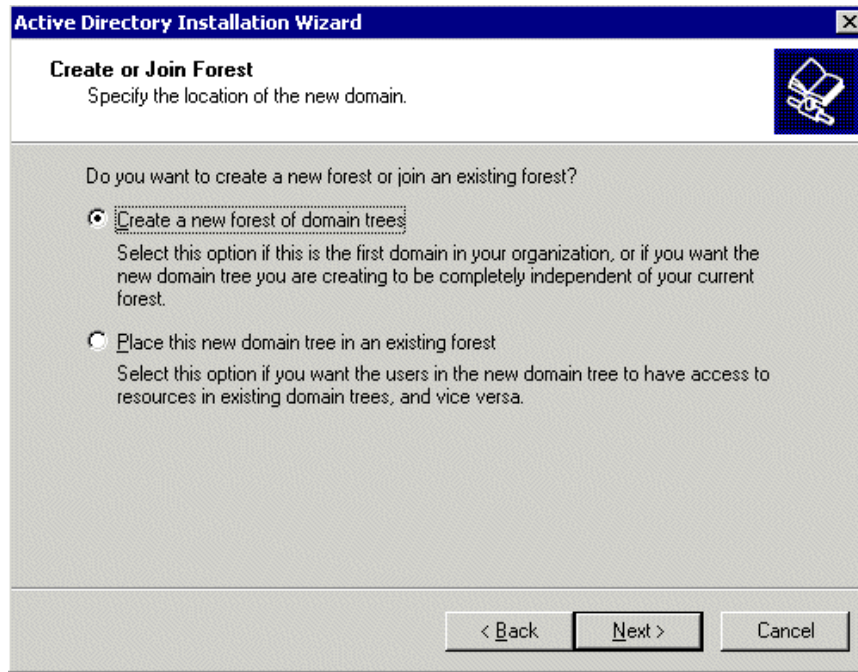 Active Directory Installation Wizard
Create or Join Forest
Specify the location of the new domain.
Do you want to create a new forest or join an existing forest?
Create a new forest of domain trees
Select this option if this is the first domain in your organization, or if you want the
new domain tree you are creating to be completely independent of your current
forest.
Place this new domain tree in an existing forest
Select this option if you want the users in the new domain tree to have access to
resources in existing domain trees, and vice versa.
< Back Next > Cancel